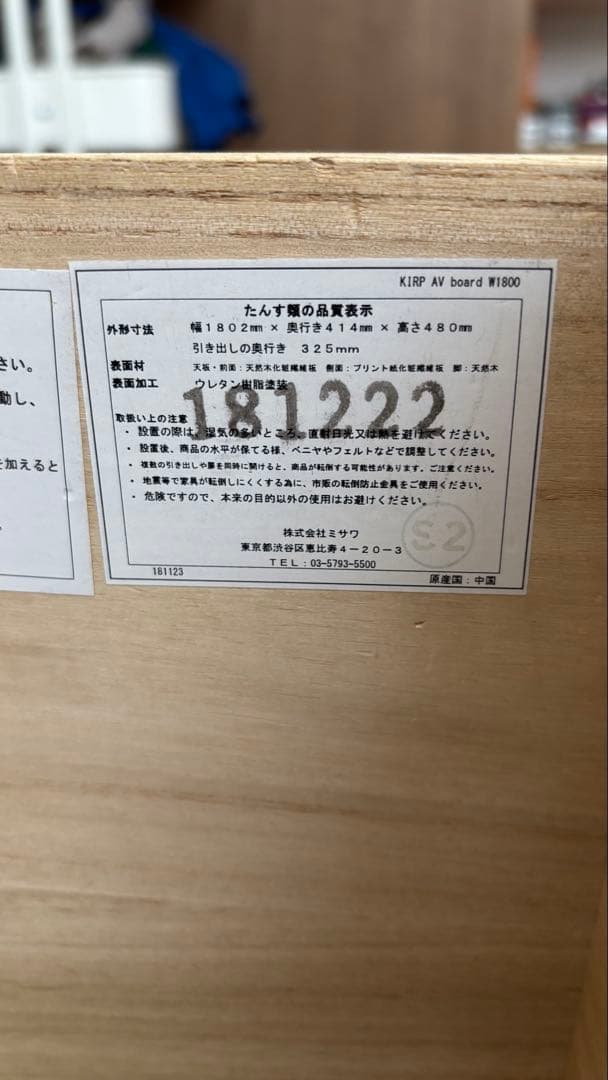 さい。
動し、
を加えると
KIRP AV board W1800
たんす類の品質表示
外形寸法 幅1802mm × 奥行き414mm × 高さ480mm
引き出しの奥行き 325mm
表面材 天板・前面：天然木化粧繊維板 側面：プリント紙化粧繊維板 脚：天然木
表面加工 ウレタン樹脂塗装
181222
取扱い上の注意
・設置の際は、湿気の多いところ、直射日光又は熱を避けてください。
・設置後、商品の水平が保てる様、ベニヤやフェルトなどで調整してください。
・複数の引き出しや扉を同時に開けると、商品が転倒する可能性があります。ご注意ください。
・地震等で家具が転倒しにくくする為に、市販の転倒防止金具をご使用ください。
・危険ですので、本来の目的以外の使用はお避けください。
S2
株式会社ミサワ
東京都渋谷区恵比寿4-20-3
TEL：03-5793-5500
181123
原産国：中国